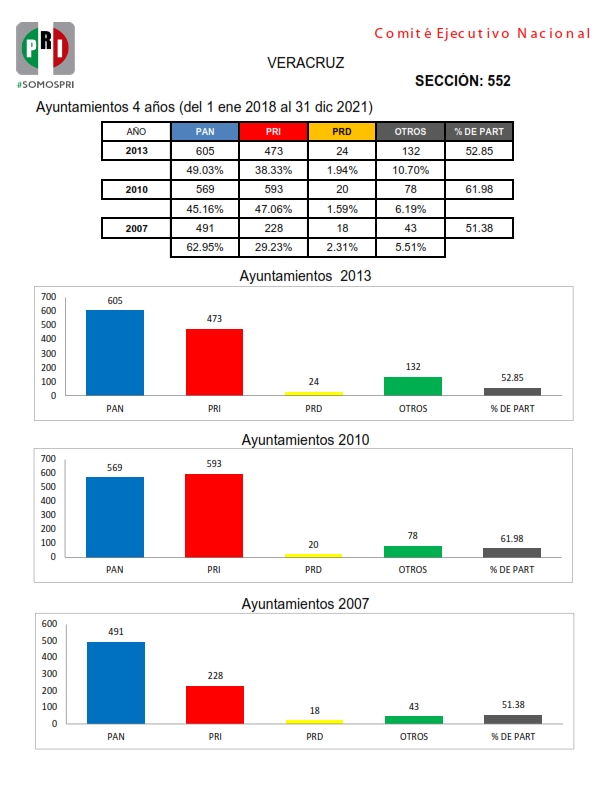 Comité Ejecutivo Nacional
PRI
#SOMOSPRI
VERACRUZ
SECCIÓN: 552
Ayuntamientos 4 años (del 1 ene 2018 al 31 dic 2021)
AÑO PAN PRI PRD OTROS % DE PART
2013 605 473 24 132 52.85
49.03% 38.33% 1.94% 10.70%
2010 569 593 20 78 61.98
45.16% 47.06% 1.59% 6.19%
2007 491 228 18 43 51.38
62.95% 29.23% 2.31% 5.51%
Ayuntamientos 2013
700
600
500
400
300
200
100
0
605
473
24
132
52.85
PAN PRI PRD OTROS % DE PART
Ayuntamientos 2010
700
600
500
400
300
200
100
0
569
593
20
78
61.98
PAN PRI PRD OTROS % DE PART
Ayuntamientos 2007
600
500
400
300
200
100
0
491
228
18
43
51.38
PAN PRI PRD OTROS % DE PART